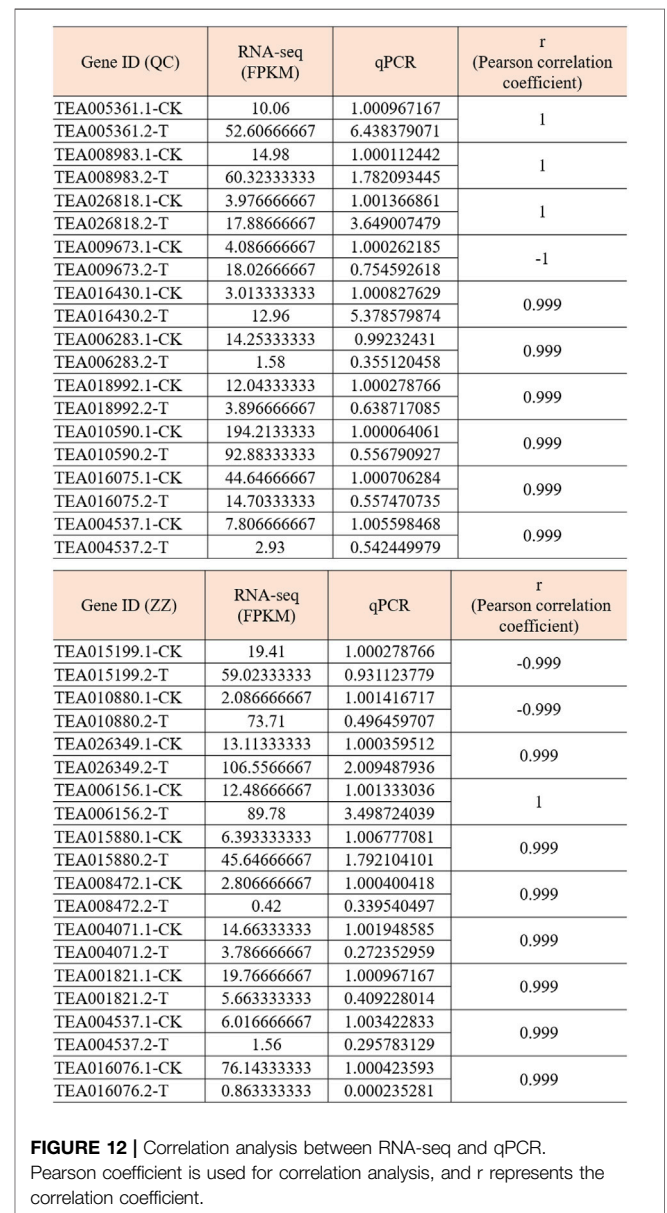 Gene ID (QC) RNA-seq (FPKM) qPCR r (Pearson correlation coefficient)
TEA005361.1-CK 10.06 1.000967167 1
TEA005361.2-T 52.60666667 6.438379071
TEA008983.1-CK 14.98 1.000112442 1
TEA008983.2-T 60.32333333 1.782093445
TEA026818.1-CK 3.976666667 1.001366861 1
TEA026818.2-T 17.88666667 3.649007479
TEA009673.1-CK 4.086666667 1.000262185 -1
TEA009673.2-T 18.02666667 0.754592618
TEA016430.1-CK 3.013333333 1.000827629 0.999
TEA016430.2-T 12.96 5.378579874
TEA006283.1-CK 14.25333333 0.99232431 0.999
TEA006283.2-T 1.58 0.355120458
TEA018992.1-CK 12.04333333 1.000278766 0.999
TEA018992.2-T 3.896666667 0.638717085
TEA010590.1-CK 194.2133333 1.000064061 0.999
TEA010590.2-T 92.88333333 0.556790927
TEA016075.1-CK 44.64666667 1.000706284 0.999
TEA016075.2-T 14.70333333 0.557470735
TEA004537.1-CK 7.806666667 1.005598468 0.999
TEA004537.2-T 2.93 0.542449979
Gene ID (ZZ) RNA-seq (FPKM) qPCR r (Pearson correlation coefficient)
TEA015199.1-CK 19.41 1.000278766 -0.999
TEA015199.2-T 59.02333333 0.931123779
TEA010880.1-CK 2.086666667 1.001416717 -0.999
TEA010880.2-T 73.71 0.496459707
TEA026349.1-CK 13.11333333 1.000359512 0.999
TEA026349.2-T 106.5566667 2.009487936
TEA006156.1-CK 12.48666667 1.001333036 1
TEA006156.2-T 89.78 3.498724039
TEA015880.1-CK 6.393333333 1.006777081 0.999
TEA015880.2-T 45.64666667 1.792104101
TEA008472.1-CK 2.806666667 1.000400418 0.999
TEA008472.2-T 0.42 0.339540497
TEA004071.1-CK 14.66333333 1.001948585 0.999
TEA004071.2-T 3.786666667 0.272352959
TEA001821.1-CK 19.76666667 1.000967167 0.999
TEA001821.2-T 5.663333333 0.409228014
TEA004537.1-CK 6.016666667 1.003422833 0.999
TEA004537.2-T 1.56 0.295783129
TEA016076.1-CK 76.14333333 1.000423593 0.999
TEA016076.2-T 0.863333333 0.000235281
FIGURE 12 | Correlation analysis between RNA-seq and qPCR.
Pearson coefficient is used for correlation analysis, and r represents the
correlation coefficient.